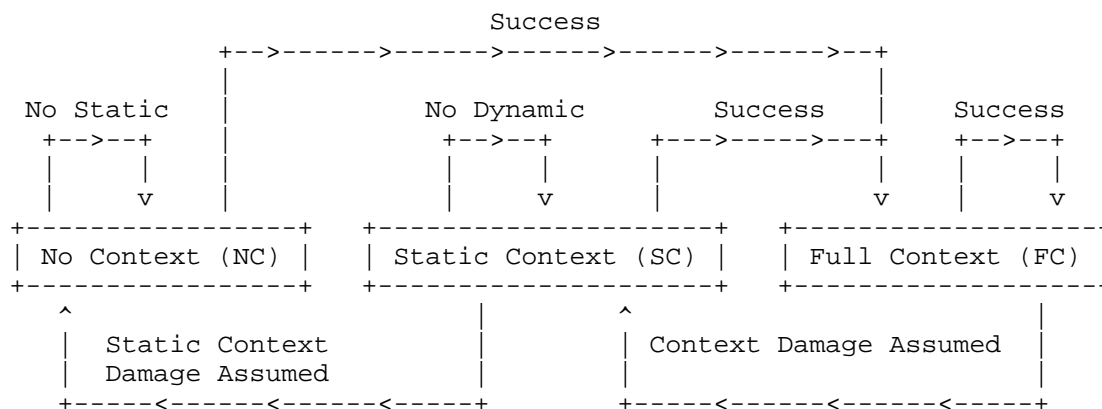 Success
No Static No Dynamic Success Success
No Context (NC) Static Context (SC) Full Context (FC)
Static Context Context Damage Assumed
Damage Assumed